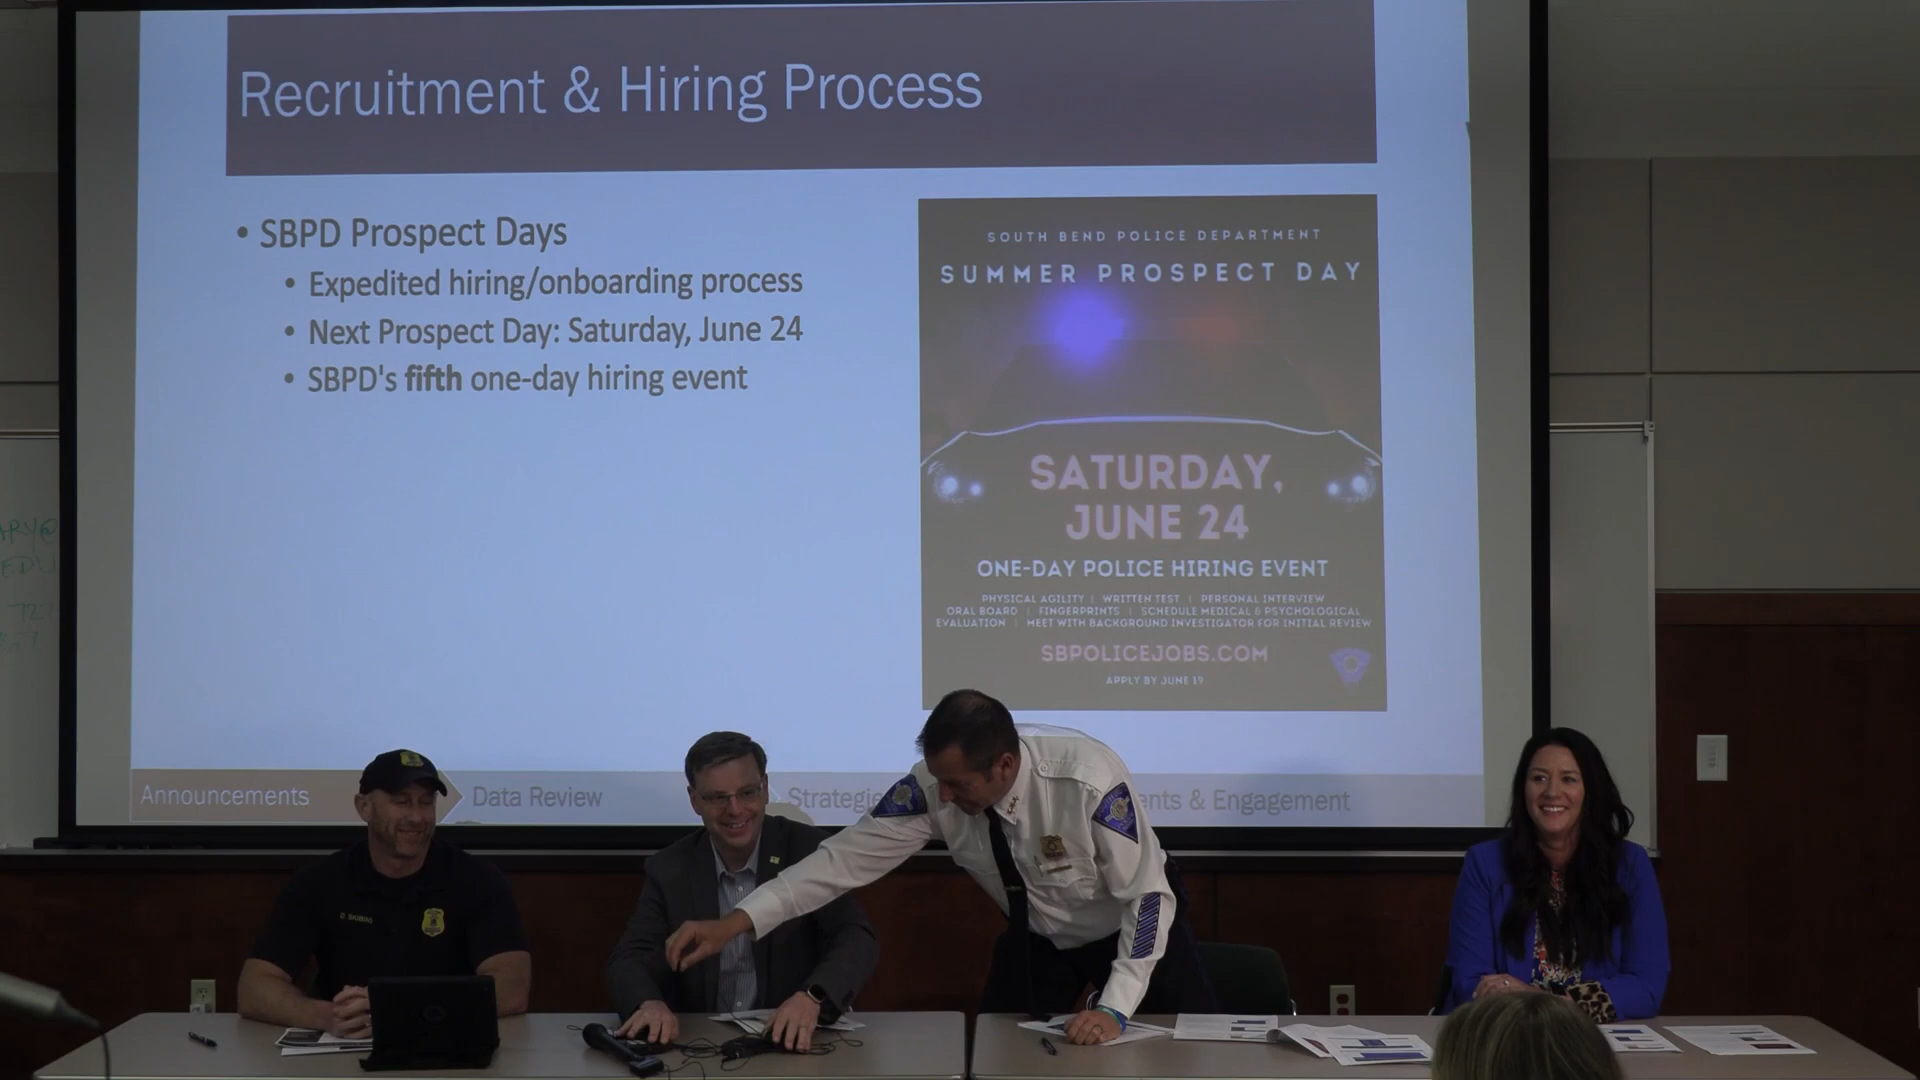 Recruitment & Hiring Process
• SBPD Prospect Days
• Expedited hiring/onboarding process
• Next Prospect Day: Saturday, June 24
• SBPD's fifth one-day hiring event
SOUTH BEND POLICE DEPARTMENT
SUMMER PROSPECT DAY
SATURDAY,
JUNE 24
ONE-DAY POLICE HIRING EVENT
PHYSICAL AGILITY | WRITTEN TEST | PERSONAL INTERVIEW
ORAL BOARD | FINGERPRINTS | SCHEDULE MEDICAL & PSYCHOLOGICAL
EVALUATION | MEET WITH BACKGROUND INVESTIGATOR FOR INITIAL REVIEW
SBPOLICEJOBS.COM
APPLY BY JUNE 19
Announcements
Data Review
Strategie
ents & Engagement